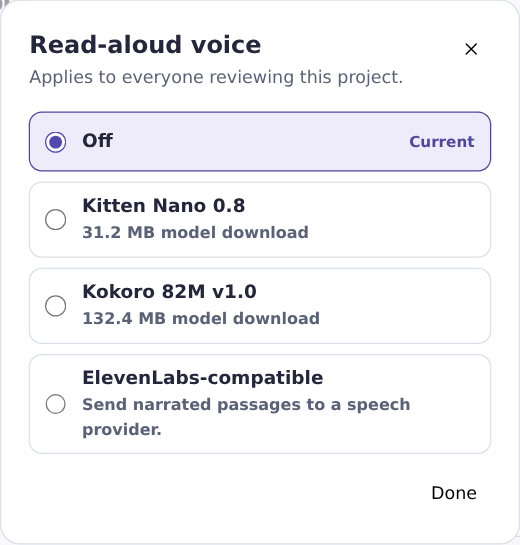 Read-aloud voice
Applies to everyone reviewing this project.
Off
Current
Kitten Nano 0.8
31.2 MB model download
Kokoro 82M v1.0
132.4 MB model download
ElevenLabs-compatible
Send narrated passages to a speech
provider.
Done